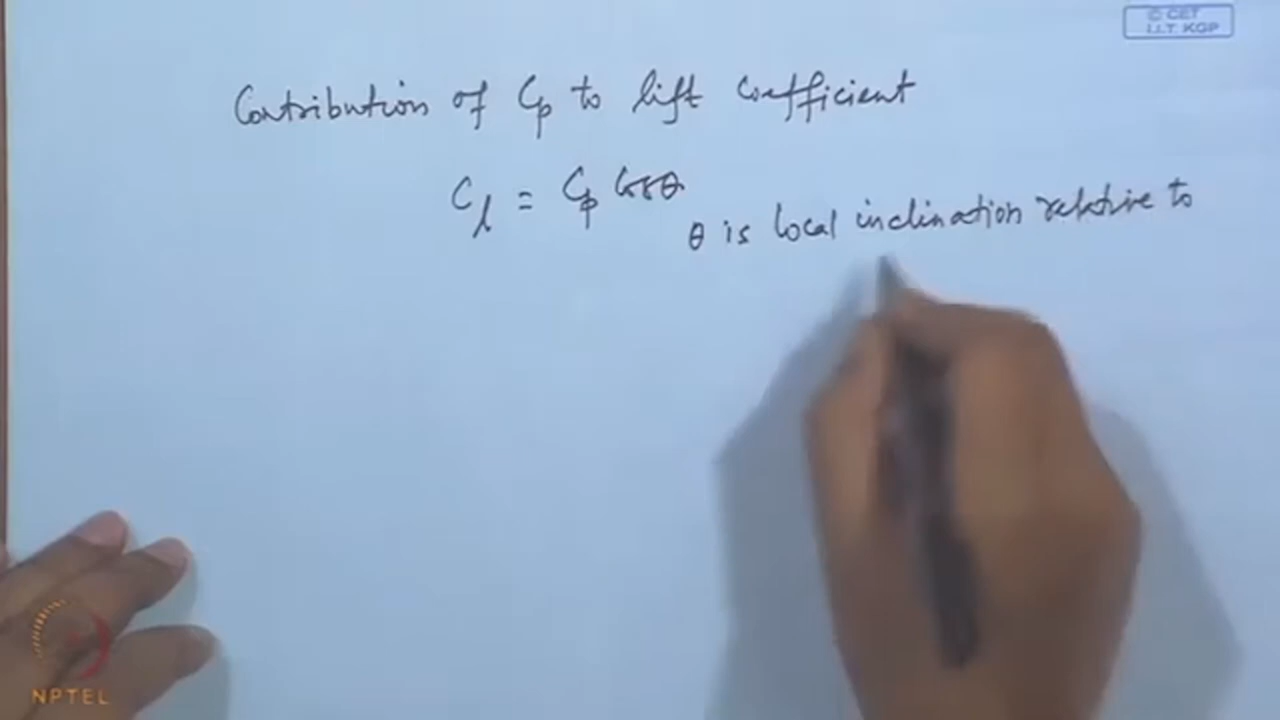 © CET
I.I.T. KGP
Contribution of Cp to lift coefficient
Cl = Cp cosθ
θ is local inclination relative to
NPTEL